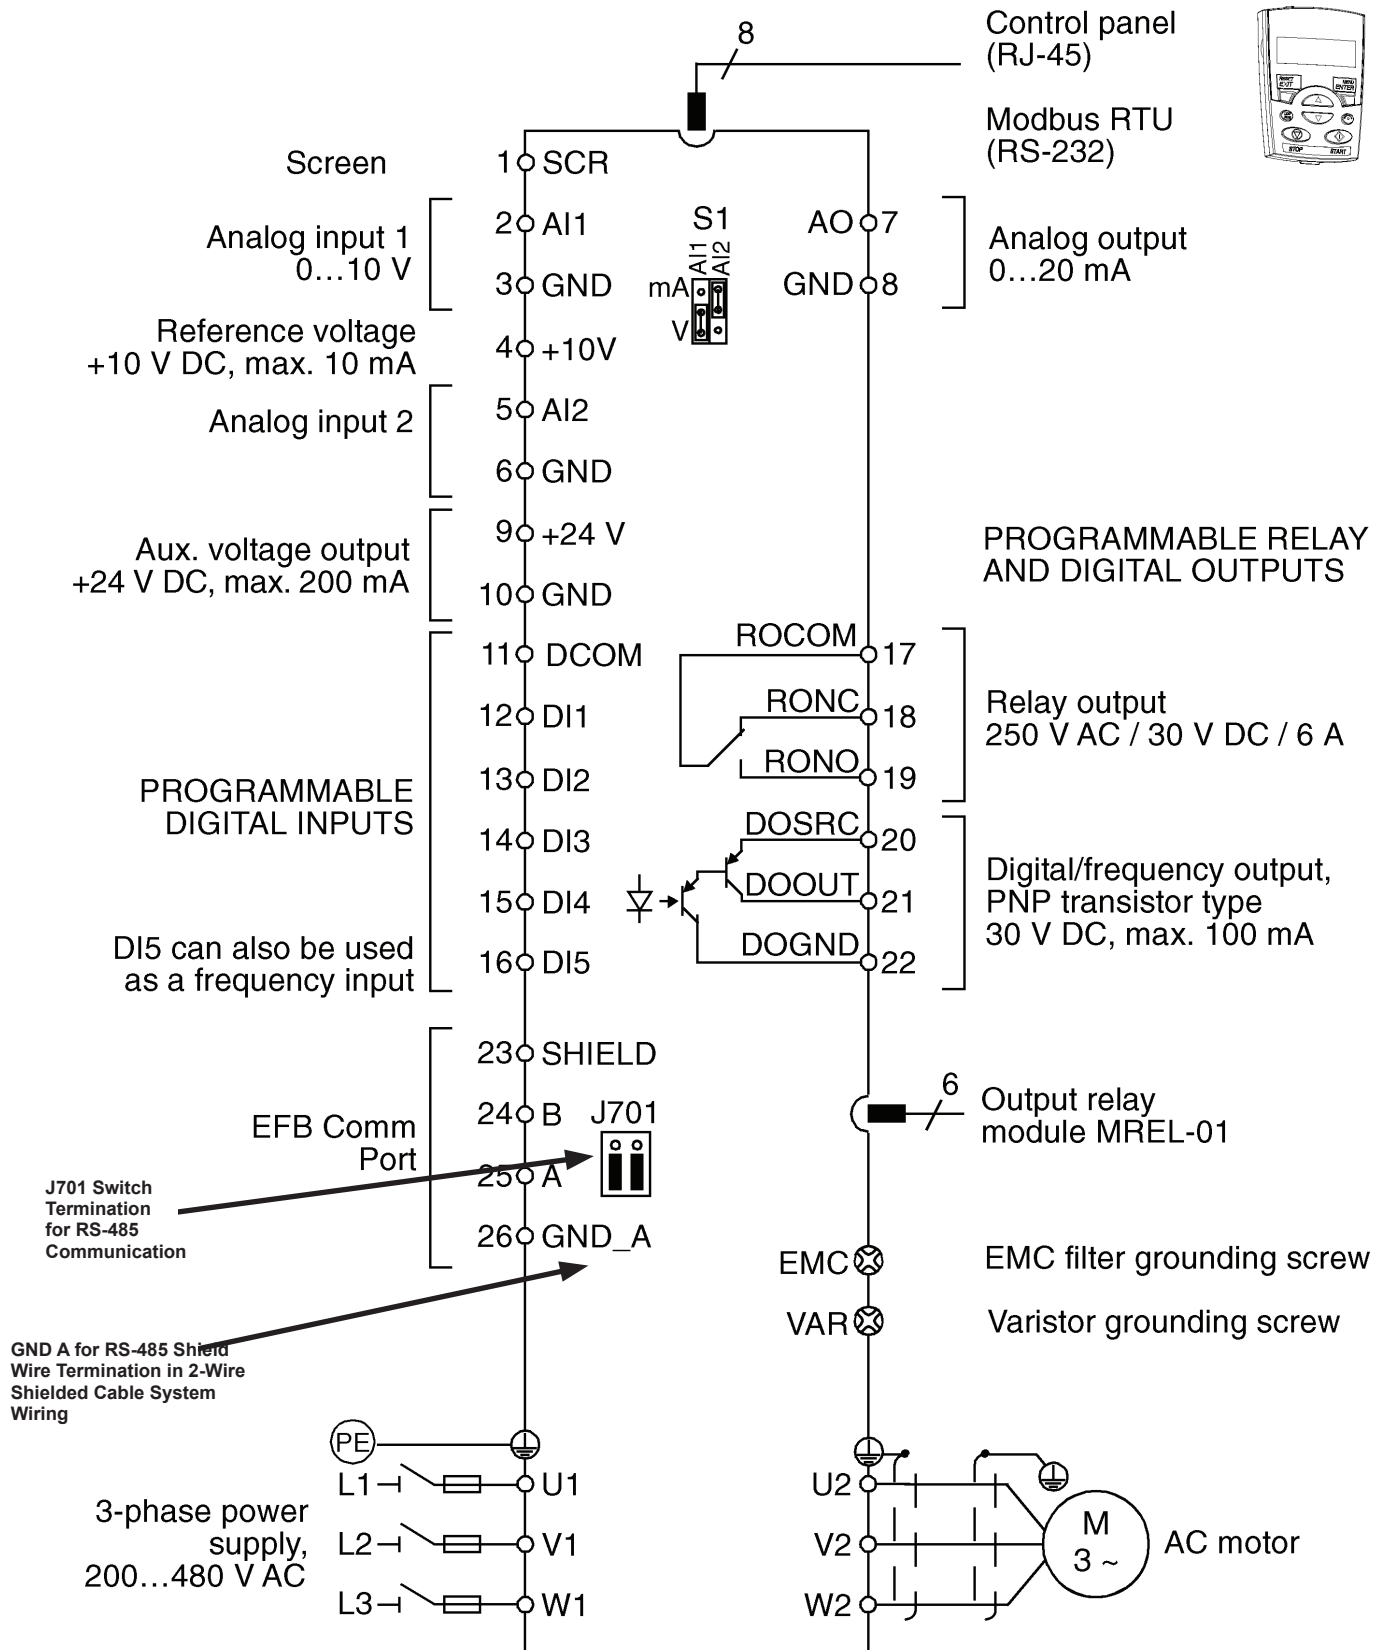 8
Control panel
(RJ-45)
Modbus RTU
(RS-232)
RESET
EXIT
MENU
ENTER
STOP
START
Screen
1 SCR
Analog input 1
0...10 V
2 AI1
3 GND
Reference voltage
+10 V DC, max. 10 mA
4 +10V
Analog input 2
5 AI2
6 GND
Aux. voltage output
+24 V DC, max. 200 mA
9 +24 V
10 GND
PROGRAMMABLE
DIGITAL INPUTS
DI5 can also be used
as a frequency input
11 DCOM
12 DI1
13 DI2
14 DI3
15 DI4
16 DI5
S1
AI1
AI2
mA
V
AO 7
GND 8
Analog output
0...20 mA
PROGRAMMABLE RELAY
AND DIGITAL OUTPUTS
ROCOM 17
RONC 18
RONO 19
Relay output
250 V AC / 30 V DC / 6 A
DOSRC 20
DOOUT 21
DOGND 22
Digital/frequency output,
PNP transistor type
30 V DC, max. 100 mA
EFB Comm
Port
23 SHIELD
24 B
25 A
26 GND_A
J701
J701 Switch
Termination
for RS-485
Communication
GND A for RS-485 Shield
Wire Termination in 2-Wire
Shielded Cable System
Wiring
6
Output relay
module MREL-01
EMC
EMC filter grounding screw
VAR
Varistor grounding screw
PE
3-phase power
supply,
200...480 V AC
L1 U1
L2 V1
L3 W1
U2
V2
W2
M
3 ~
AC motor